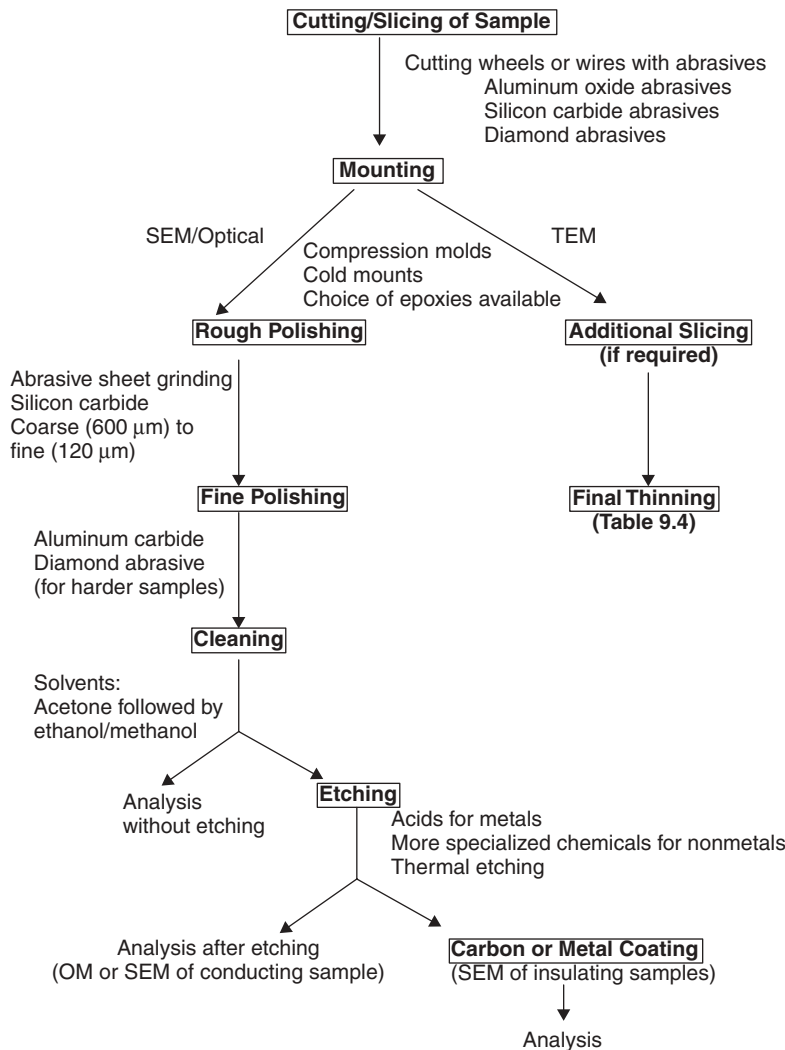 Cutting/Slicing of Sample
Cutting wheels or wires with abrasives
Aluminum oxide abrasives
Silicon carbide abrasives
Diamond abrasives
Mounting
SEM/Optical
TEM
Compression molds
Cold mounts
Choice of epoxies available
Rough Polishing
Additional Slicing
(if required)
Abrasive sheet grinding
Silicon carbide
Coarse (600 μm) to
fine (120 μm)
Fine Polishing
Final Thinning
(Table 9.4)
Aluminum carbide
Diamond abrasive
(for harder samples)
Cleaning
Solvents:
Acetone followed by
ethanol/methanol
Analysis
without etching
Etching
Acids for metals
More specialized chemicals for nonmetals
Thermal etching
Analysis after etching
(OM or SEM of conducting sample)
Carbon or Metal Coating
(SEM of insulating samples)
Analysis